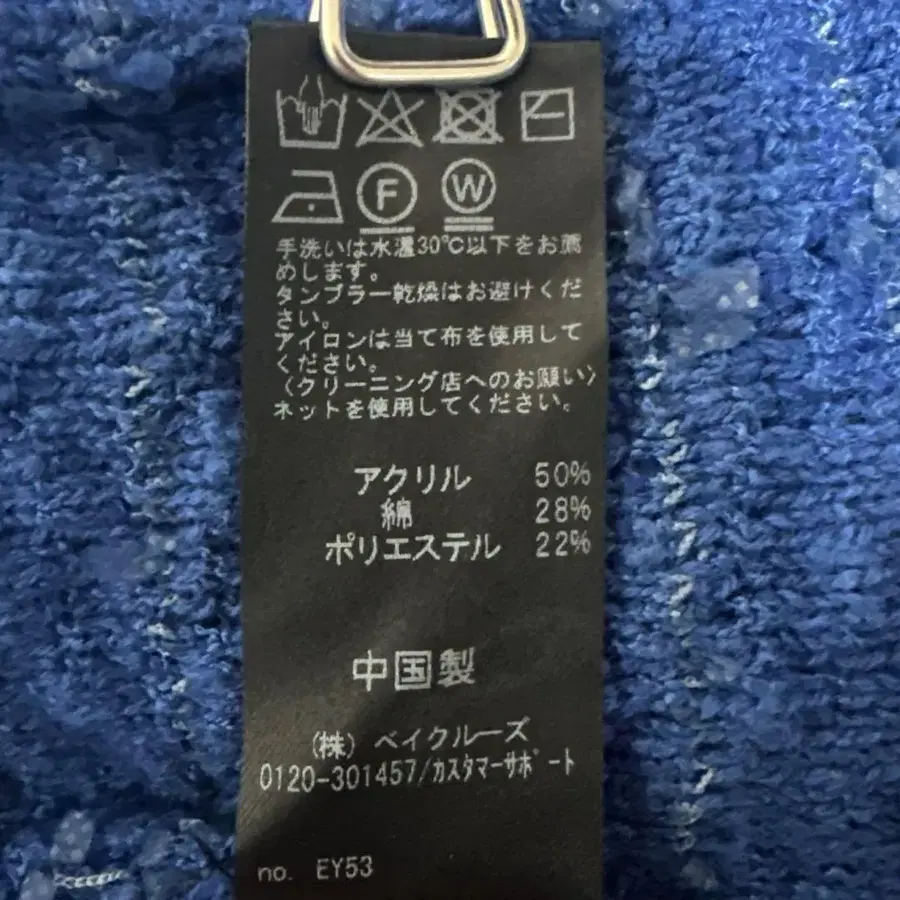 F W
手洗いは水温30℃以下をお薦
めします。
タンブラー乾燥はお避けくだ
さい。
アイロンは当て布を使用して
ください。
〈クリーニング店へのお願い〉
ネットを使用してください。
アクリル 50%
綿 28%
ポリエステル 22%
中国製
(株) ベイクルーズ
0120-301457/カスタマーサポート
no. EY53